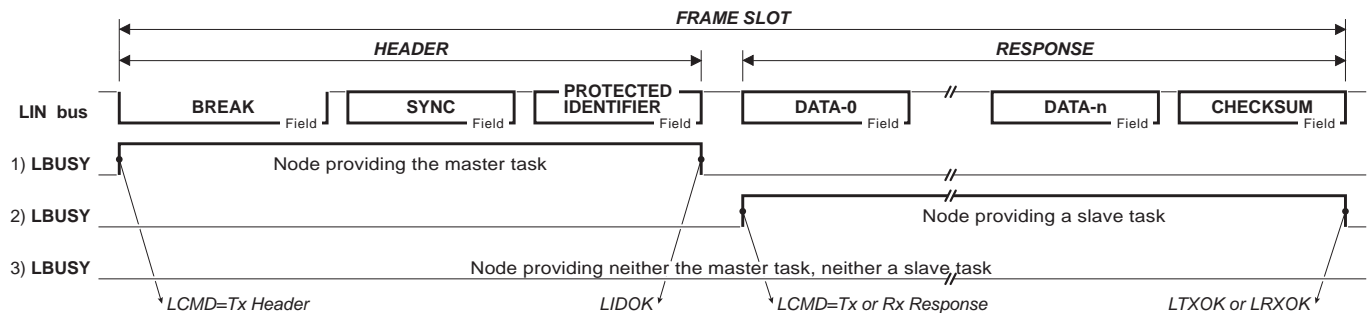 FRAME SLOT
HEADER
RESPONSE
LIN bus
BREAK
Field
SYNC
Field
PROTECTED
IDENTIFIER
Field
DATA-0
Field
DATA-n
Field
CHECKSUM
Field
1) LBUSY
Node providing the master task
2) LBUSY
Node providing a slave task
3) LBUSY
Node providing neither the master task, neither a slave task
LCMD=Tx Header
LIDOK
LCMD=Tx or Rx Response
LTXOK or LRXOK